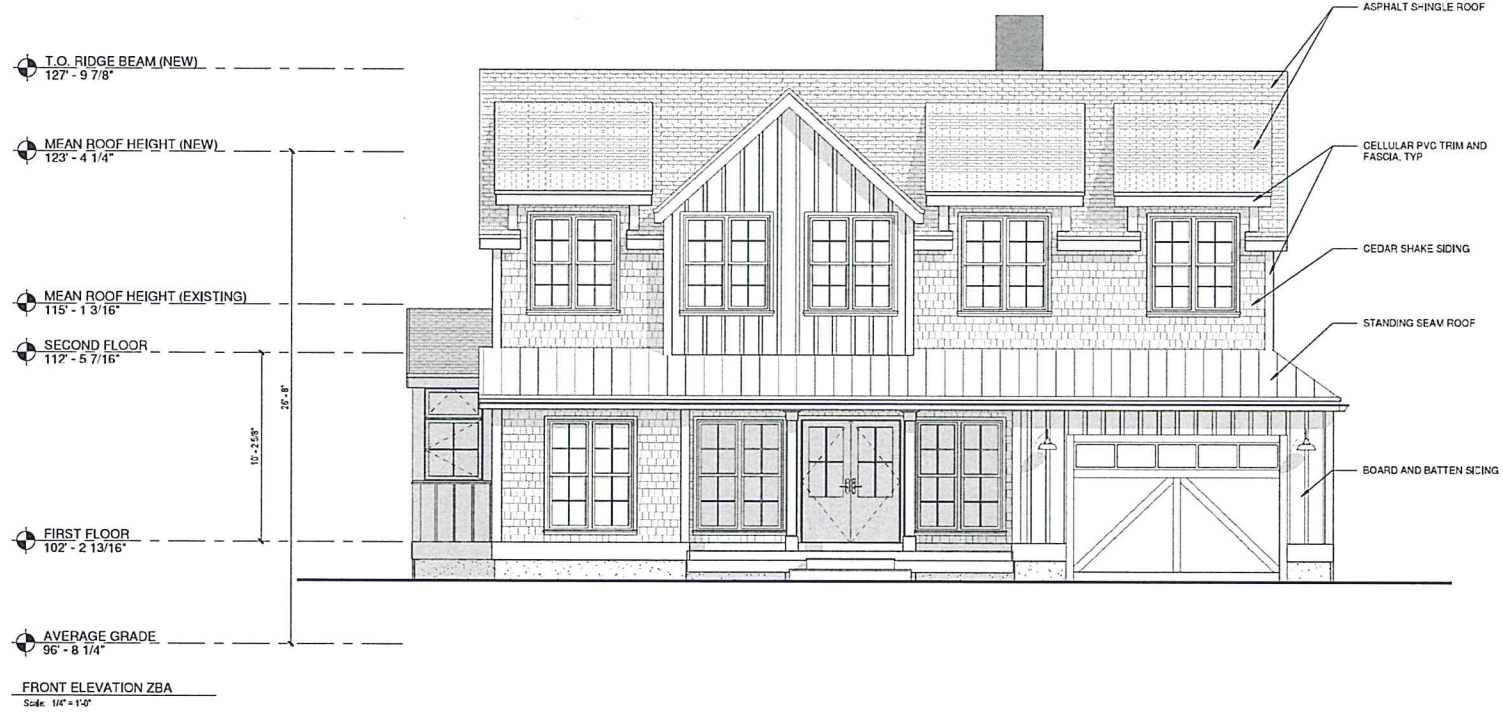 ASPHALT SHINGLE ROOF
T.O. RIDGE BEAM (NEW)
127' - 9 7/8"
MEAN ROOF HEIGHT (NEW)
123' - 4 1/4"
CELLULAR PVC TRIM AND
FASCIA, TYP
CEDAR SHAKE SIDING
MEAN ROOF HEIGHT (EXISTING)
115' - 1 3/16"
STANDING SEAM ROOF
SECOND FLOOR
112' - 5 7/16"
26' - 8"
10' - 2 5/8"
BOARD AND BATTEN SIDING
FIRST FLOOR
102' - 2 13/16"
AVERAGE GRADE
96' - 8 1/4"
FRONT ELEVATION ZBA
Scale: 1/4" = 1'-0"